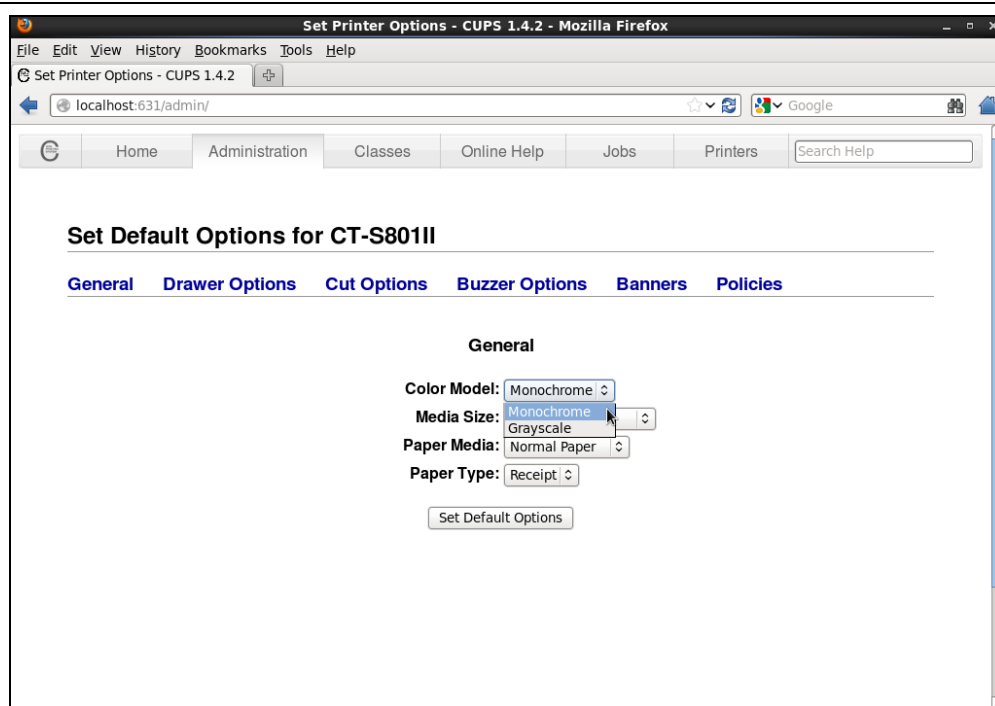 Set Printer Options - CUPS 1.4.2 - Mozilla Firefox
File Edit View History Bookmarks Tools Help
Set Printer Options - CUPS 1.4.2
localhost:631/admin/ Google
Home Administration Classes Online Help Jobs Printers Search Help
Set Default Options for CT-S801II
General Drawer Options Cut Options Buzzer Options Banners Policies
General
Color Model: Monochrome
Monochrome
Media Size:
Grayscale
Paper Media: Normal Paper
Paper Type: Receipt
Set Default Options